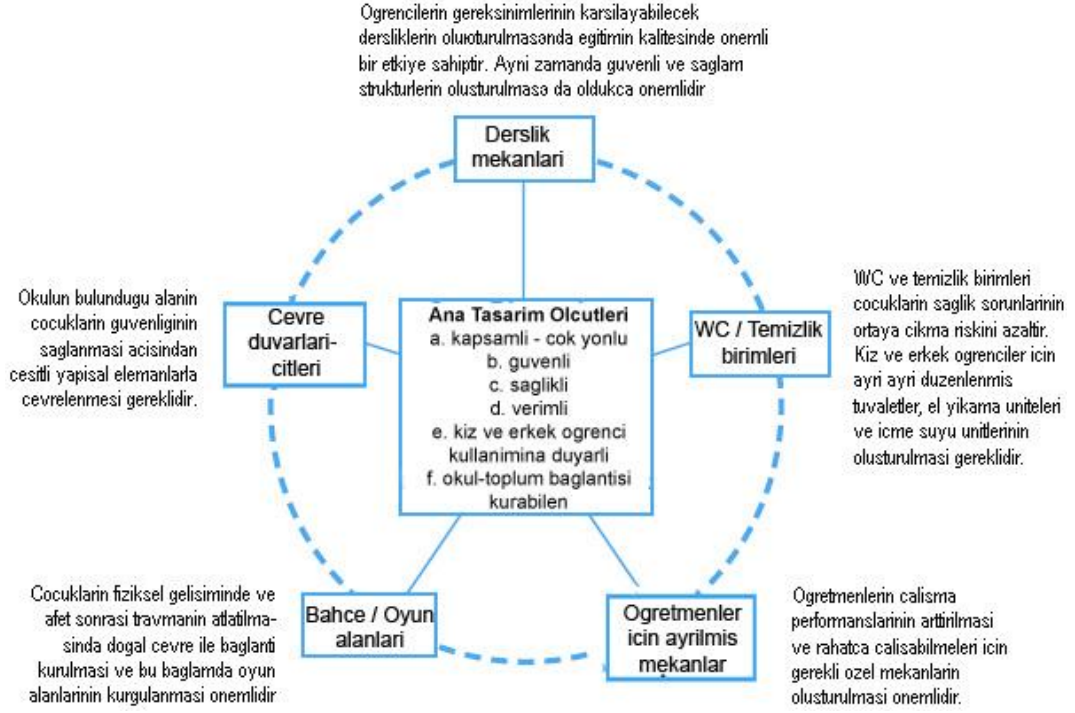 Ogrencilerin gereksinimlerinin karsilayabilecek
dersliklerin oluıoturulmasənda egitimin kalitesinde onemli
bir etkiye sahiptir. Ayni zamanda guvenli ve saglam
strukturlerin olusturulmasə da oldukca onemlidir
Derslik
mekanlari
Okulun bulundugu alanin
cocuklarin guvenliginin
saglanmasi acisindan
cesitli yapisal elemanlarla
cevrelenmesi gereklidir.
Cevre
duvarlari-
citleri
Ana Tasarim Olcutleri
a. kapsamli - cok yonlu
b. guvenli
c. saglikli
d. verimli
e. kiz ve erkek ogrenci
kullanimina duyarli
f. okul-toplum baglantisi
kurabilen
WC / Temizlik
birimleri
WC ve temizlik birimleri
cocuklarin saglik sorunlarinin
ortaya cikma riskini azaltir.
Kiz ve erkek ogrenciler icin
ayri ayri duzenlenmis
tuvaletler, el yikama uniteleri
ve icme suyu unitlerinin
olusturulmasi gereklidir.
Cocuklarin fiziksel gelisiminde ve
afet sonrasi travmanin atlatilma-
sinda dogal cevre ile baglanti
kurulmasi ve bu baglamda oyun
alanlarinin kurgulanmasi onemlidir
Bahce / Oyun
alanlari
Ogretmenler
icin ayrilmis
mekanlar
Ogretmenlerin calisma
performanslarinin arttirilmasi
ve rahatca calisabilmeleri icin
gerekli ozel mekanlarin
olusturulmasi onemlidir.